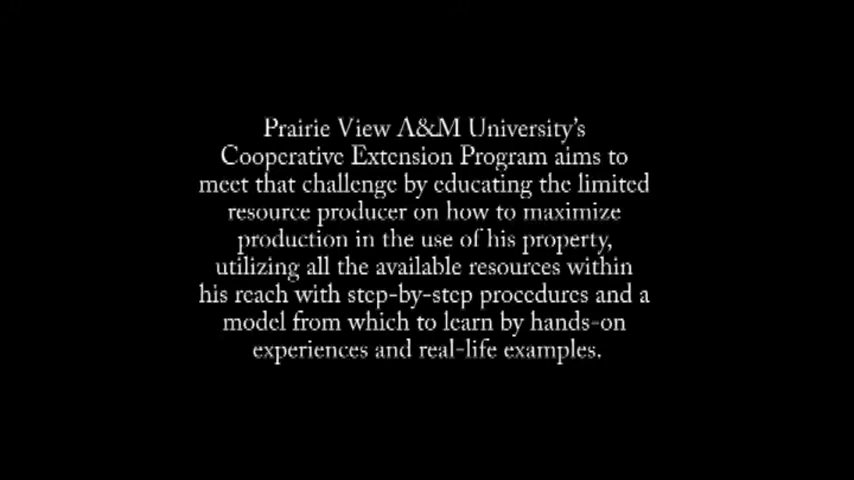 Prairie View A&M University's
Cooperative Extension Program aims to
meet that challenge by educating the limited
resource producer on how to maximize
production in the use of his property,
utilizing all the available resources within
his reach with step-by-step procedures and a
model from which to learn by hands-on
experiences and real-life examples.